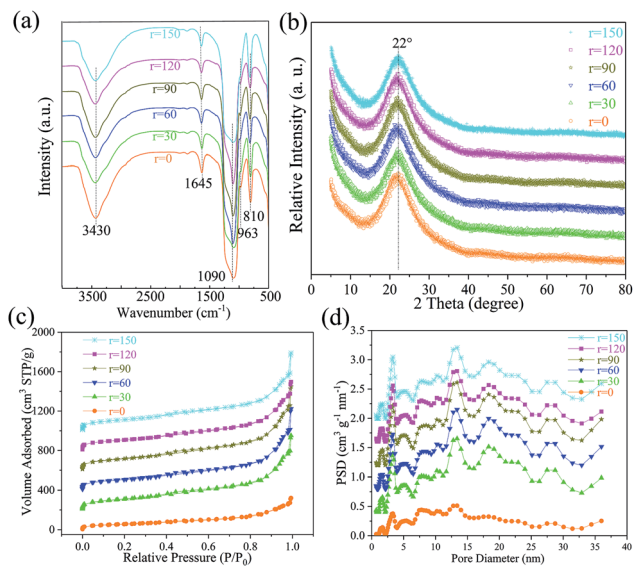 (a)
r=150
r=120
r=90
r=60
r=30
r=0
3430
1645
1090
963
810
Intensity (a.u.)
3500 2500 1500 500
Wavenumber (cm-1)
(b)
22°
r=150
r=120
r=90
r=60
r=30
r=0
Relative Intensity (a. u.)
10 20 30 40 50 60 70 80
2 Theta (degree)
(c)
2000
1600
1200
800
400
0
r=150
r=120
r=90
r=60
r=30
r=0
Volume Adsorbed (cm3 STP/g)
0.0 0.2 0.4 0.6 0.8 1.0
Relative Pressure (P/P0)
(d)
3.5
3.0
2.5
2.0
1.5
1.0
0.5
0.0
r=150
r=120
r=90
r=60
r=30
r=0
PSD (cm3 g-1 nm-1)
0 5 10 15 20 25 30 35 40
Pore Diameter (nm)